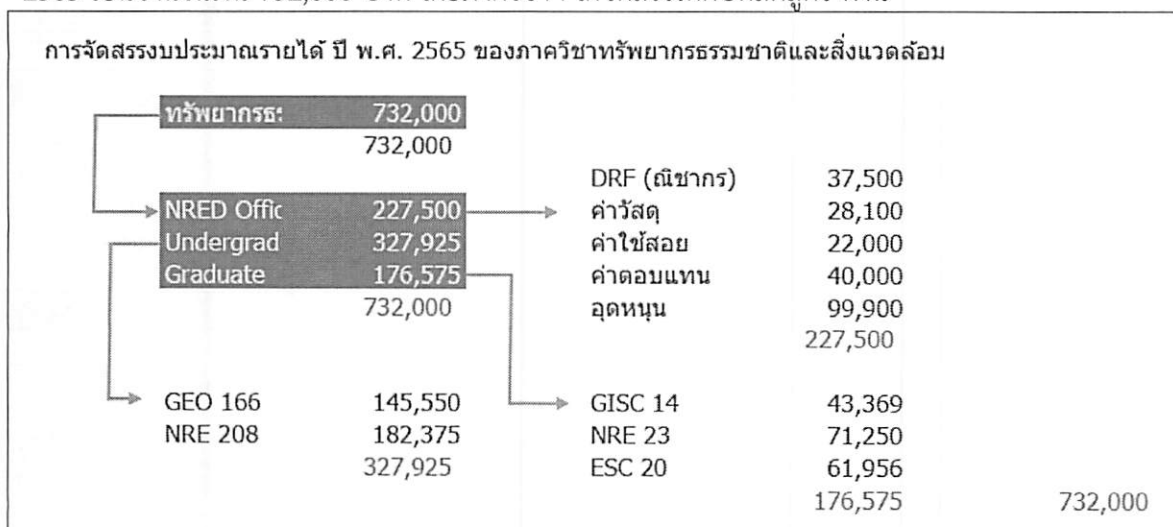 การจัดสรรงบประมาณรายได้ ปี พ.ศ. 2565 ของภาควิชาทรัพยากรธรรมชาติและสิ่งแวดล้อม
ทรัพยากรธ: 732,000
732,000
DRF (ณิชากร) 37,500
NRED Offic 227,500 ค่าวัสดุ 28,100
Undergrad 327,925 ค่าใช้สอย 22,000
Graduate 176,575 ค่าตอบแทน 40,000
732,000 อุดหนุน 99,900
227,500
GEO 166 145,550 GISC 14 43,369
NRE 208 182,375 NRE 23 71,250
327,925 ESC 20 61,956
176,575 732,000